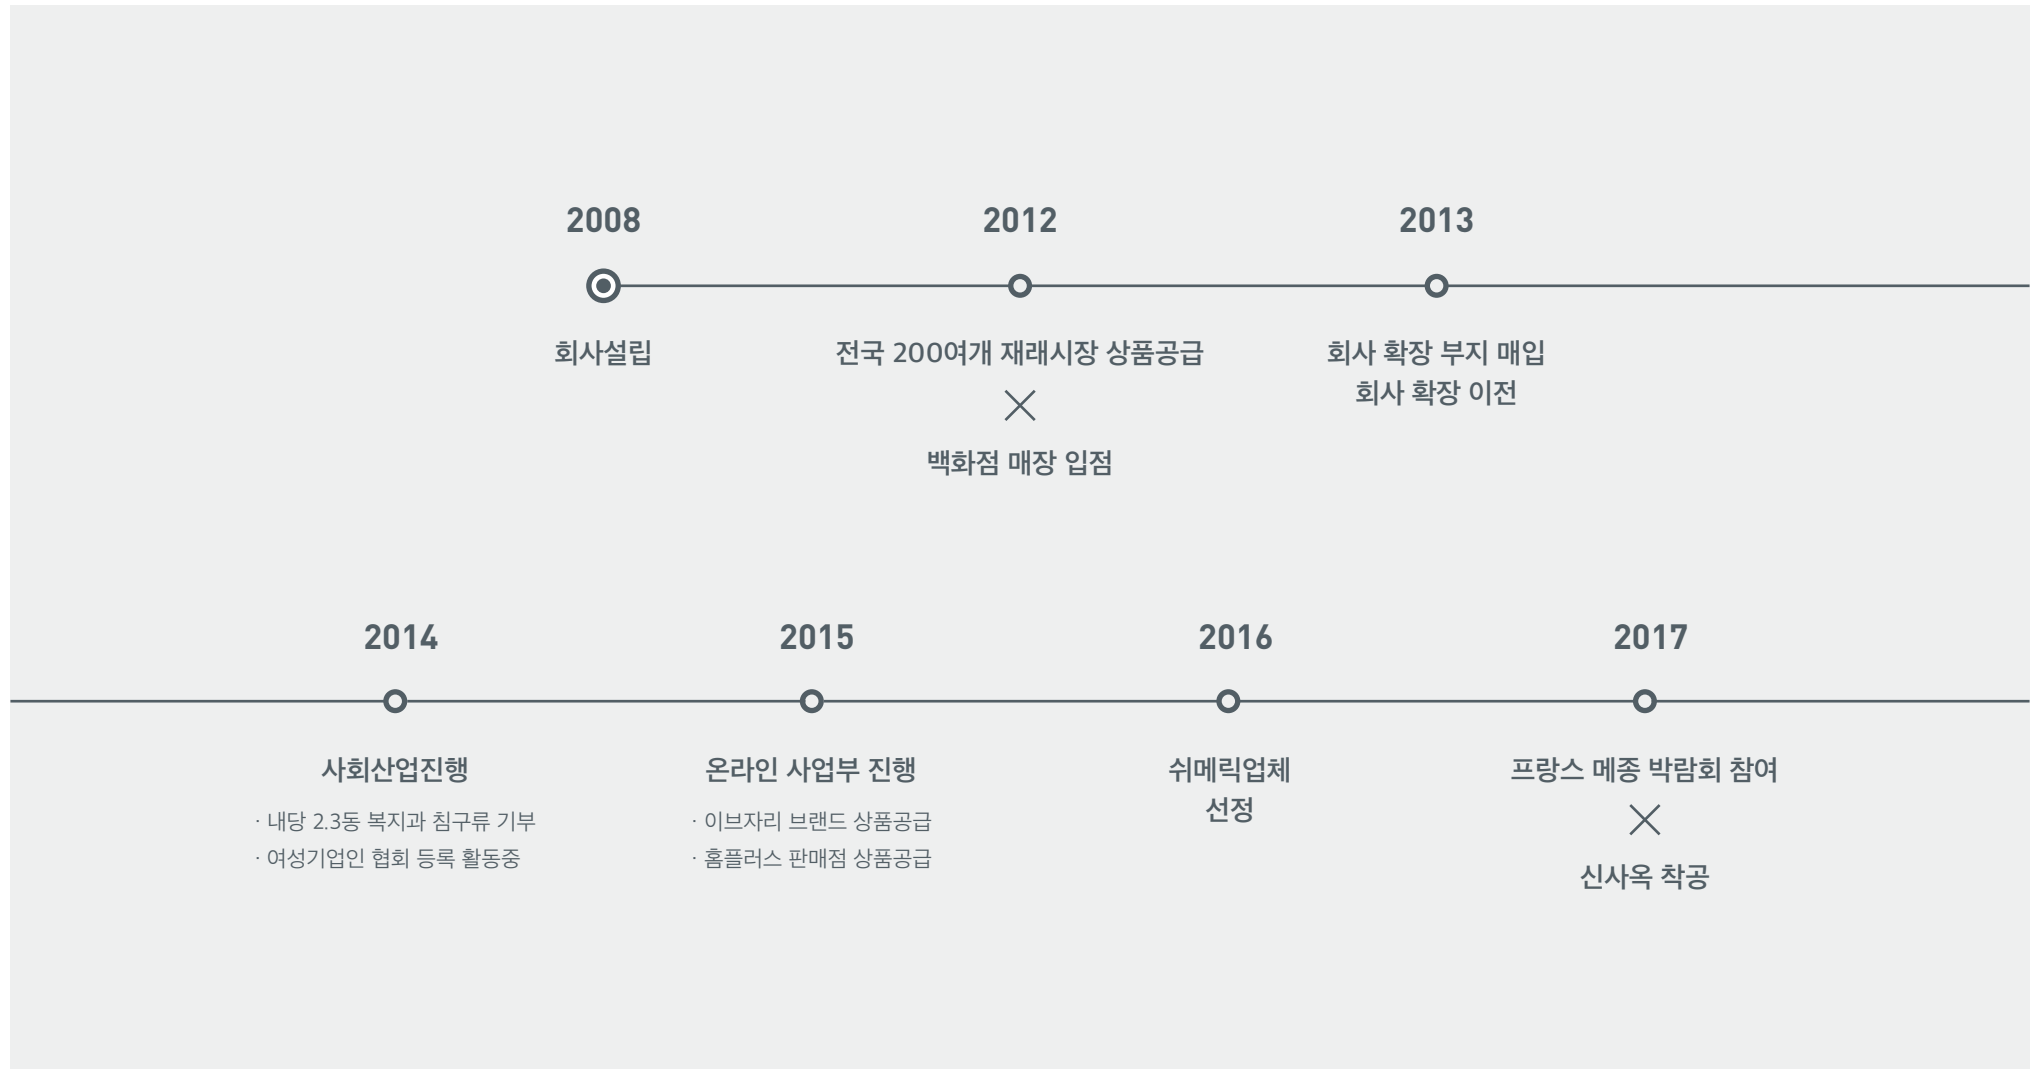 2008
회사설립
2012
전국 200여개 재래시장 상품공급
백화점 매장 입점
2013
회사 확장 부지 매입
회사 확장 이전
2014
사회산업진행
· 내당 2.3동 복지과 침구류 기부
· 여성기업인 협회 등록 활동중
2015
온라인 사업부 진행
· 이브자리 브랜드 상품공급
· 홈플러스 판매점 상품공급
2016
쉬메릭업체
선정
2017
프랑스 메종 박람회 참여
신사옥 착공